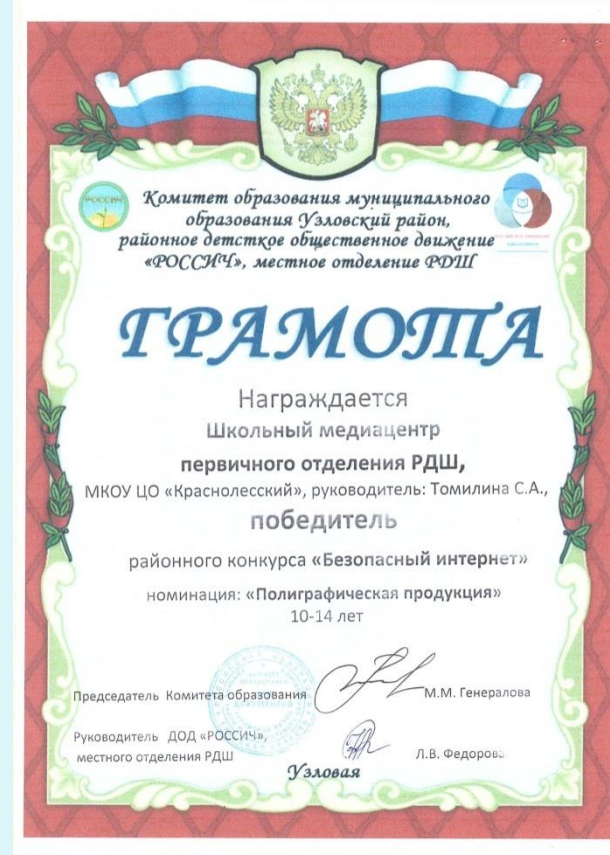 РОССИЧ
Комитет образования муниципального
образования Узловский район,
районное детсткое общественное движение
«РОССИЧ», местное отделение РДШ
ГРАМОТА
Награждается
Школьный медиацентр
первичного отделения РДШ,
МКОУ ЦО «Краснолесский», руководитель: Томилина С.А.,
победитель
районного конкурса «Безопасный интернет»
номинация: «Полиграфическая продукция»
10-14 лет
Председатель Комитета образования М.М. Генералова
Руководитель ДОД «РОССИЧ»,
местного отделения РДШ Л.В. Федорова
Узловая